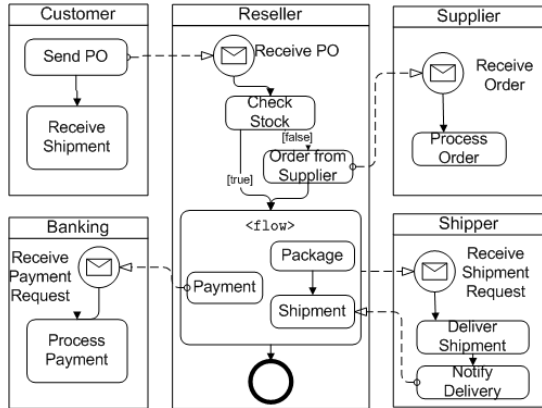 Customer
Send PO
Receive
Shipment
Reseller
Receive PO
Check
Stock
[false]
Order from
Supplier
[true]
<flow>
Package
Payment
Shipment
Supplier
Receive
Order
Process
Order
Banking
Receive
Payment
Request
Process
Payment
Shipper
Receive
Shipment
Request
Deliver
Shipment
Notify
Delivery